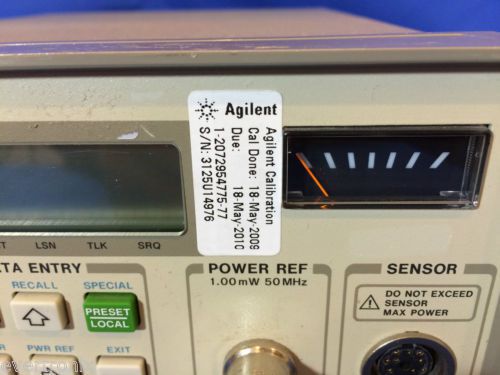 Agilent
Agilent Calibration
Cal Done: 18-May-2009
Due: 18-May-2010
1-2072954775-77
S/N: 3125U14976
LSN TLK SRQ
DATA ENTRY
POWER REF
1.00mW 50MHz
SENSOR
RECALL
SPECIAL
PRESET
LOCAL
DO NOT EXCEED
SENSOR
MAX POWER
PWR REF
EXIT